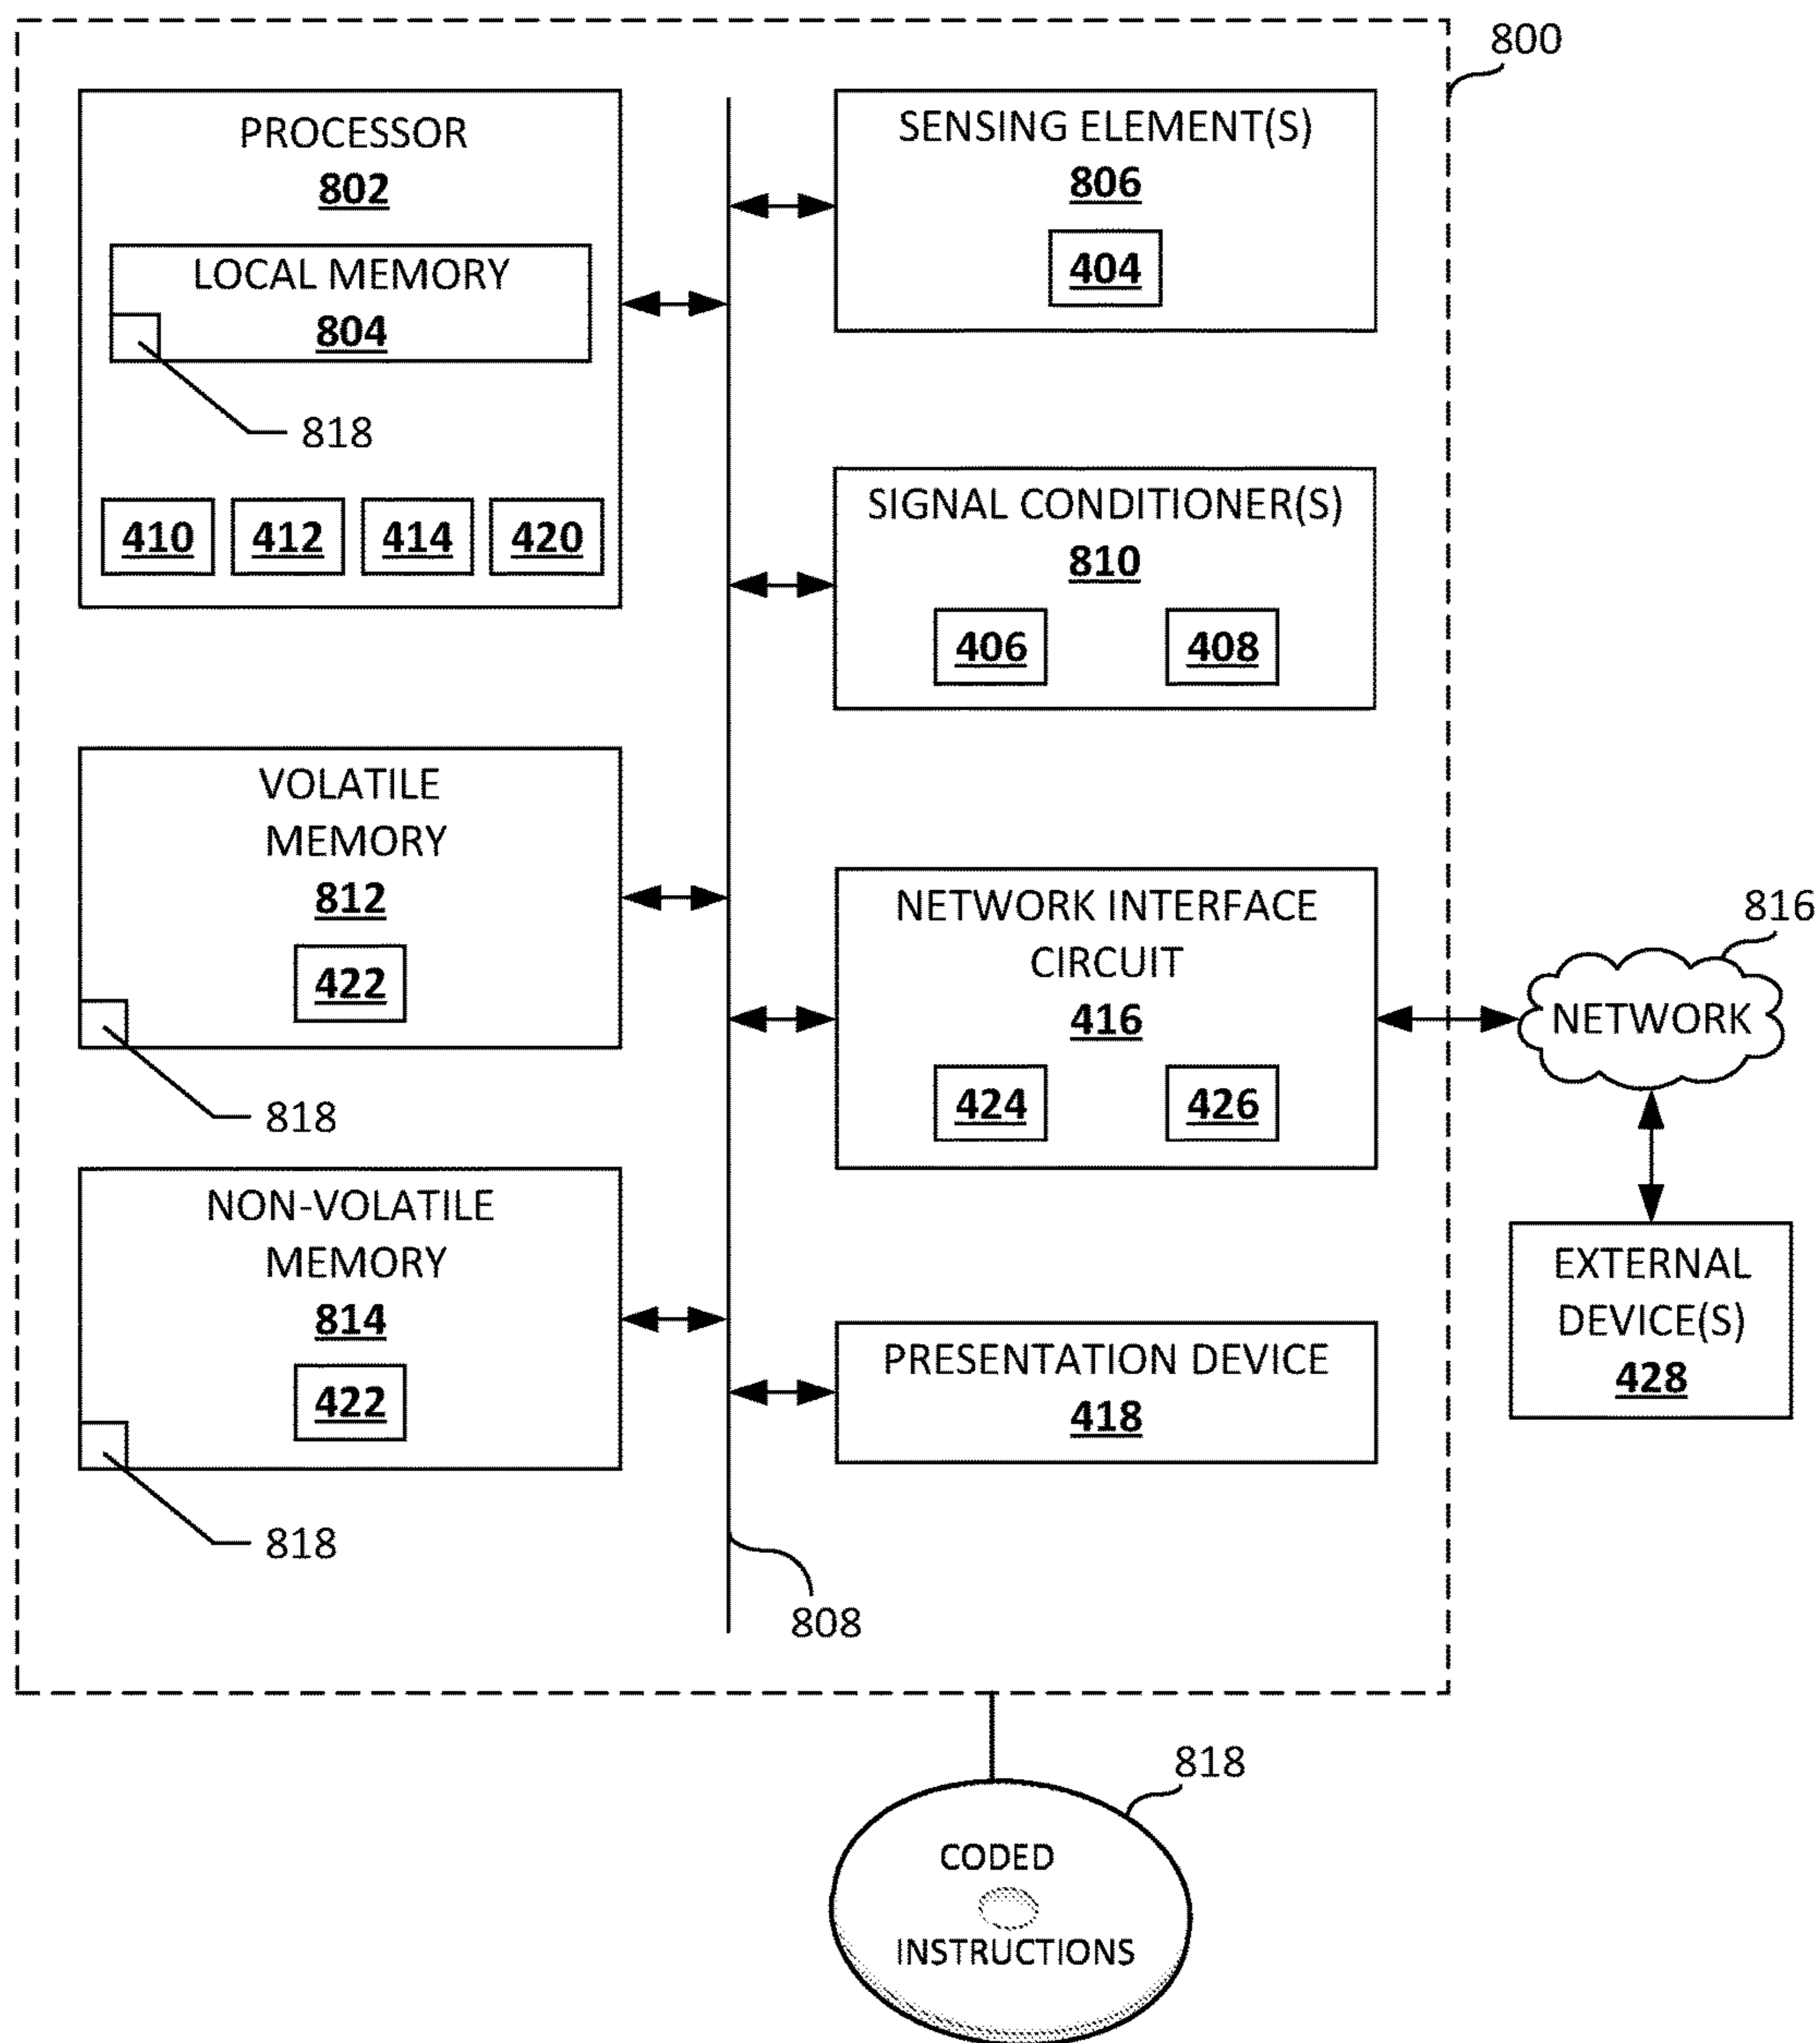 800
PROCESSOR
802
LOCAL MEMORY
804
818
410 412 414 420
VOLATILE
MEMORY
812
422
818
NON-VOLATILE
MEMORY
814
422
818
808
SENSING ELEMENT(S)
806
404
SIGNAL CONDITIONER(S)
810
406 408
NETWORK INTERFACE
CIRCUIT
416
424 426
PRESENTATION DEVICE
418
816
NETWORK
EXTERNAL
DEVICE(S)
428
818
CODED
INSTRUCTIONS